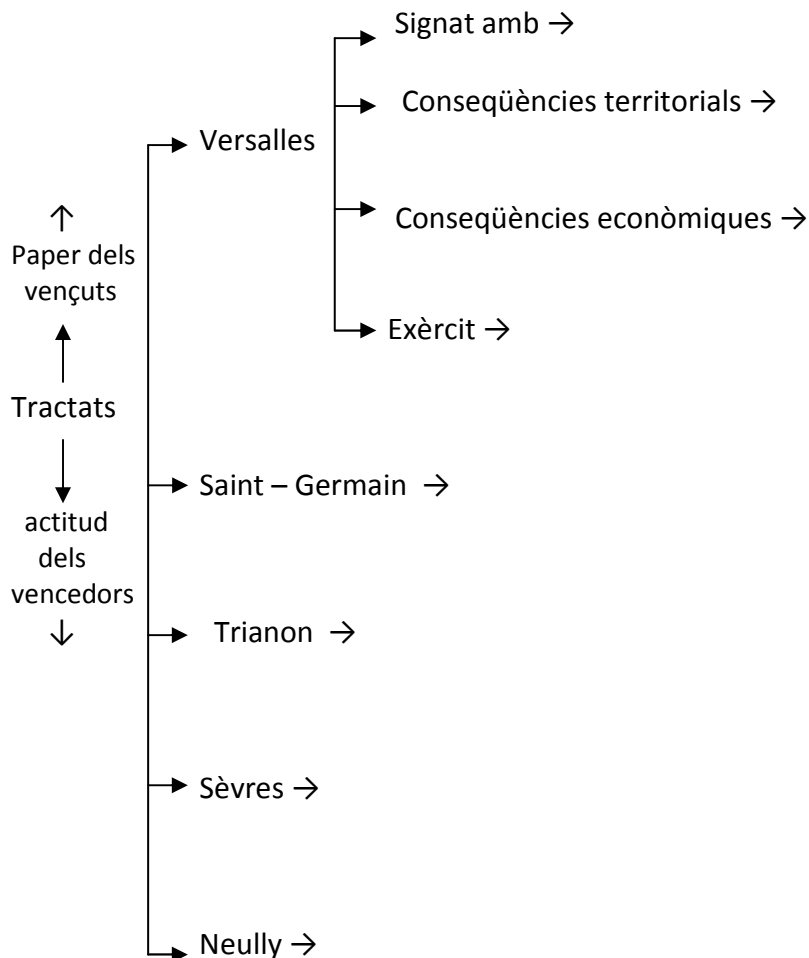 Signat amb →
Conseqüències territorials →
Versalles
Conseqüències econòmiques →
Exèrcit →
↑
Paper dels
vençuts
Tractats
actitud
dels
vencedors
↓
Saint – Germain →
Trianon →
Sèvres →
Neully →